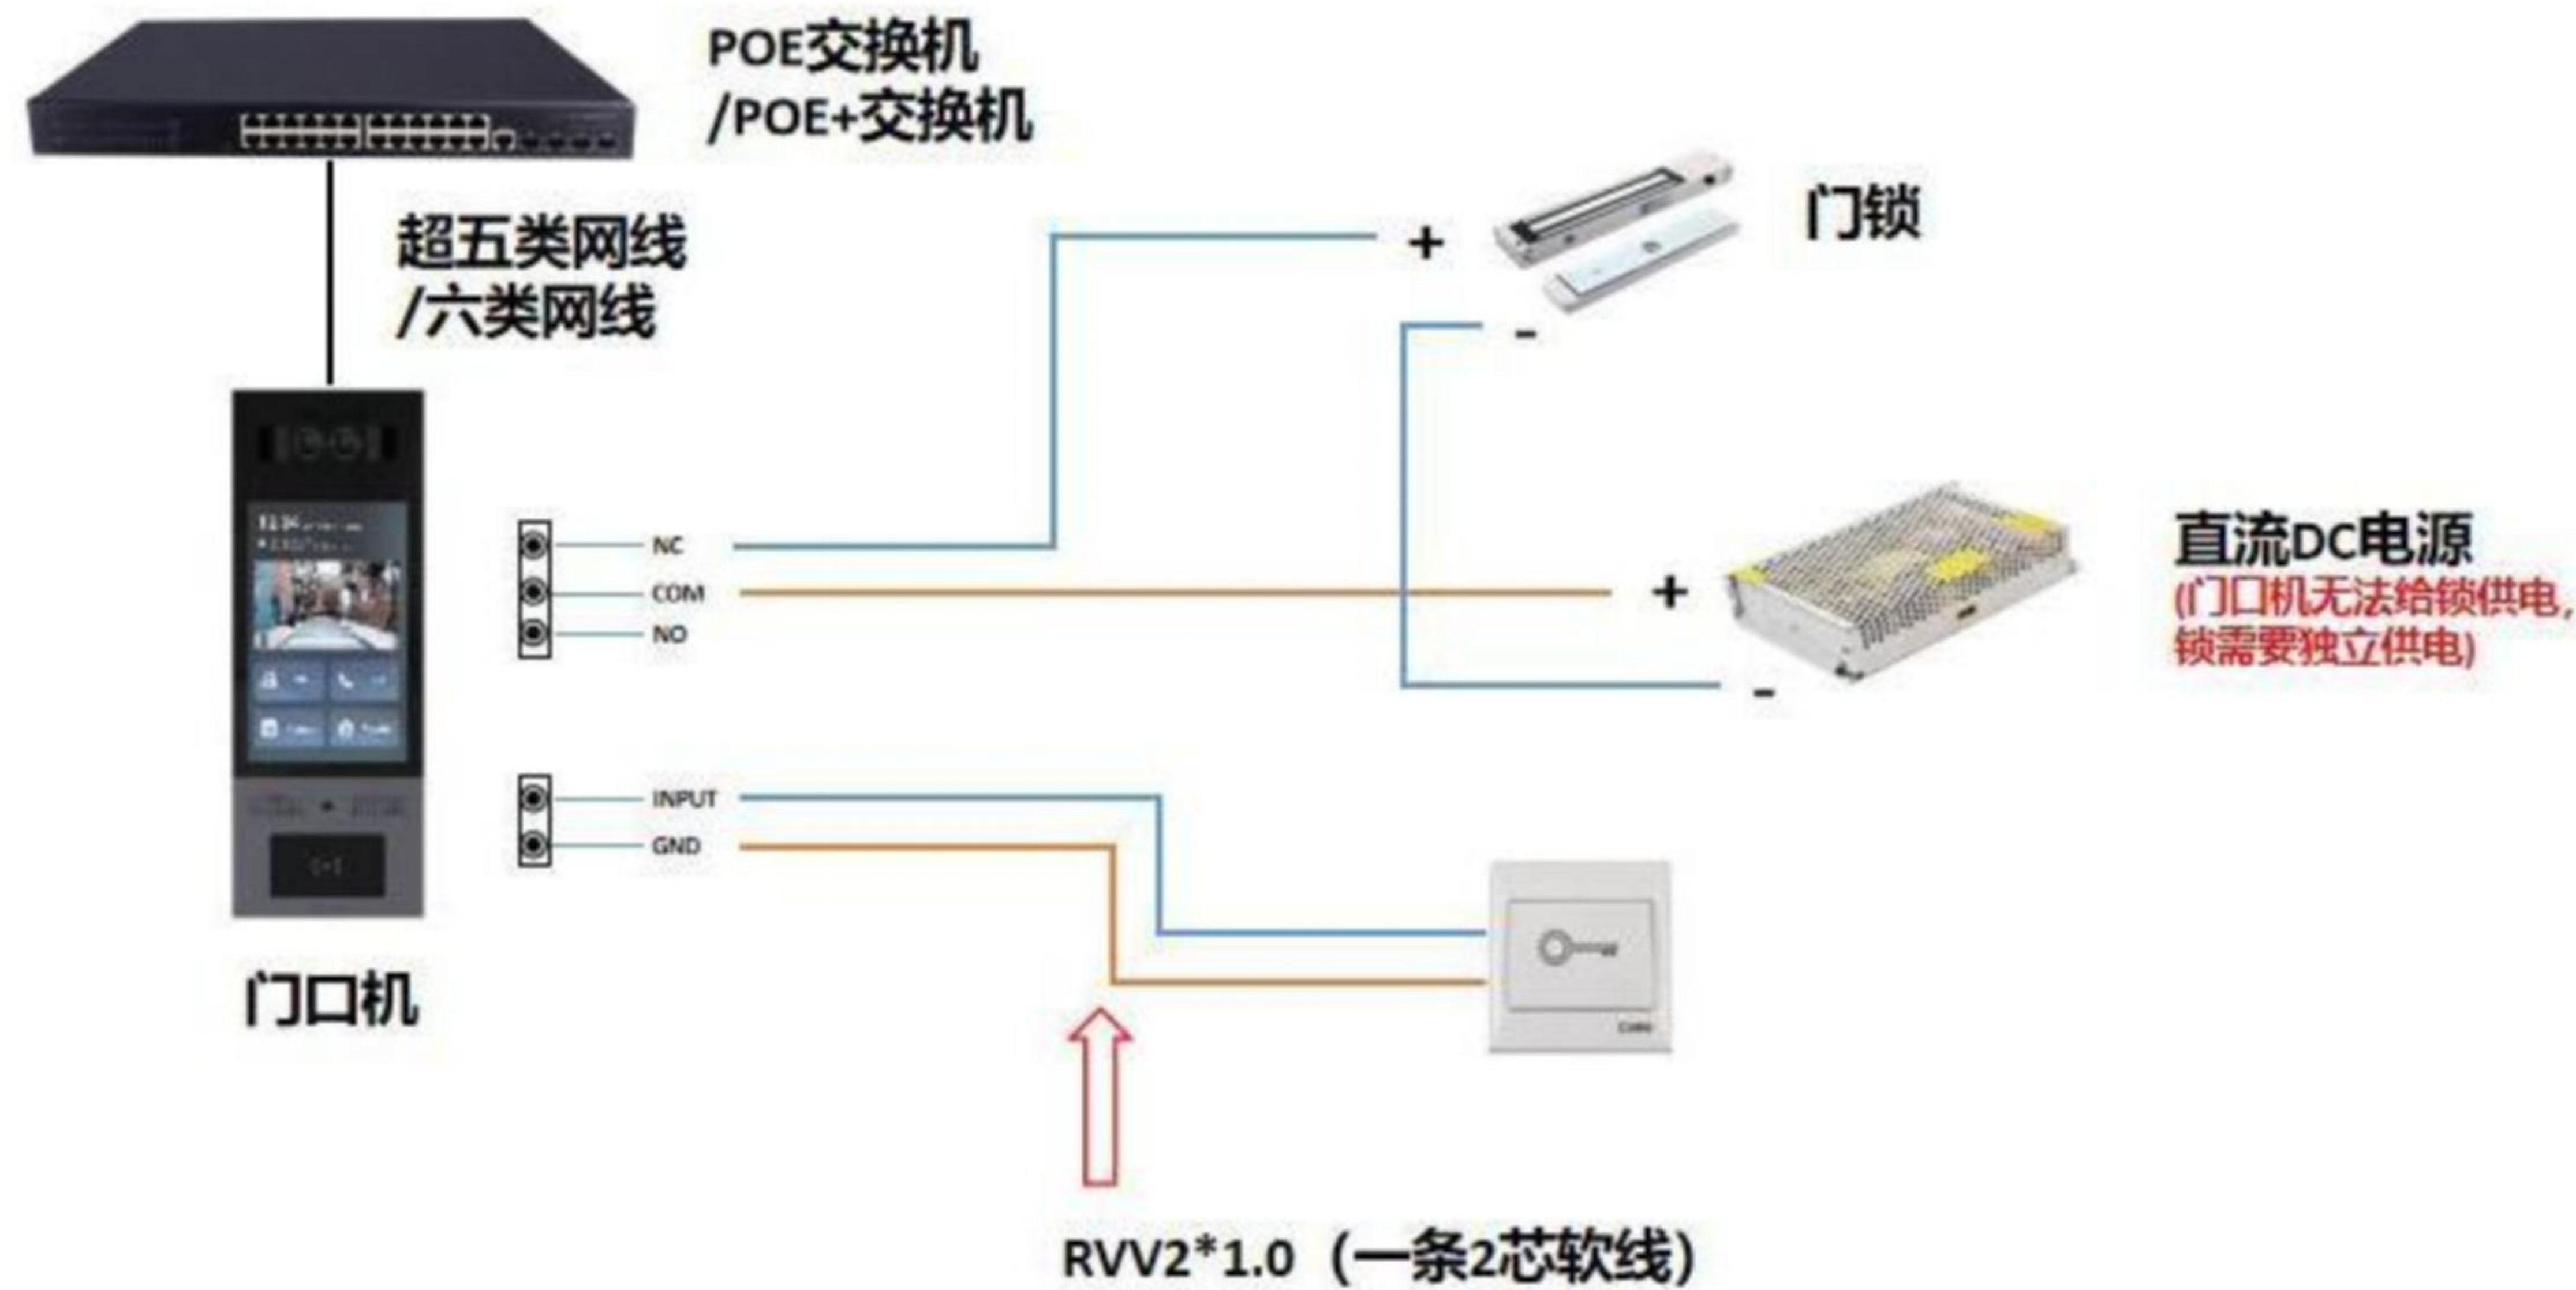 POE交换机
/POE+交换机
超五类网线
/六类网线
门锁
+
-
NC
COM
NO
+
-
直流DC电源
(门口机无法给锁供电,
锁需要独立供电)
INPUT
GND
门口机
RVV2*1.0（一条2芯软线）